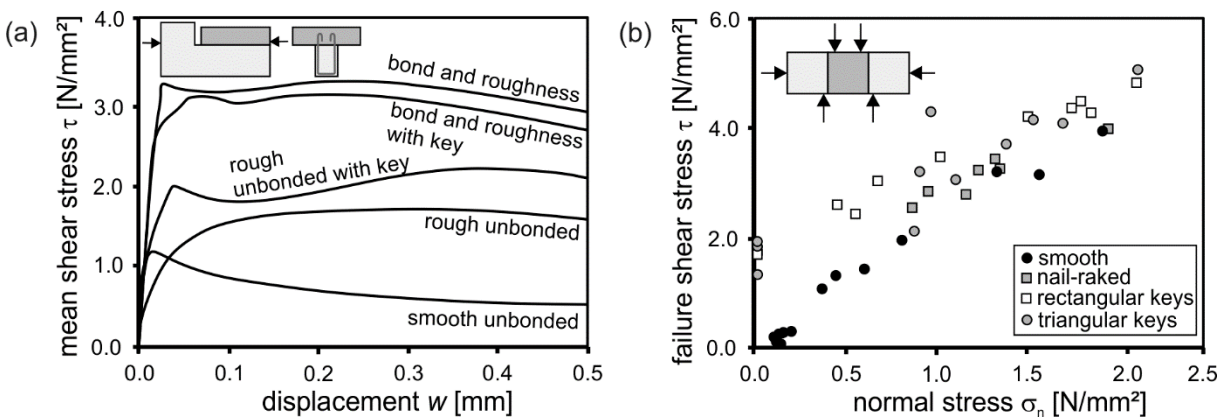 (a)
mean shear stress τ [N/mm²]
4.0
3.0
2.0
1.0
0.0
bond and roughness
bond and roughness
with key
rough
unbonded with key
rough unbonded
smooth unbonded
0.0 0.1 0.2 0.3 0.4 0.5
displacement w [mm]
(b)
failure shear stress τ [N/mm²]
6.0
4.0
2.0
0.0
smooth
nail-raked
rectangular keys
triangular keys
0.0 0.5 1.0 1.5 2.0 2.5
normal stress σn [N/mm²]